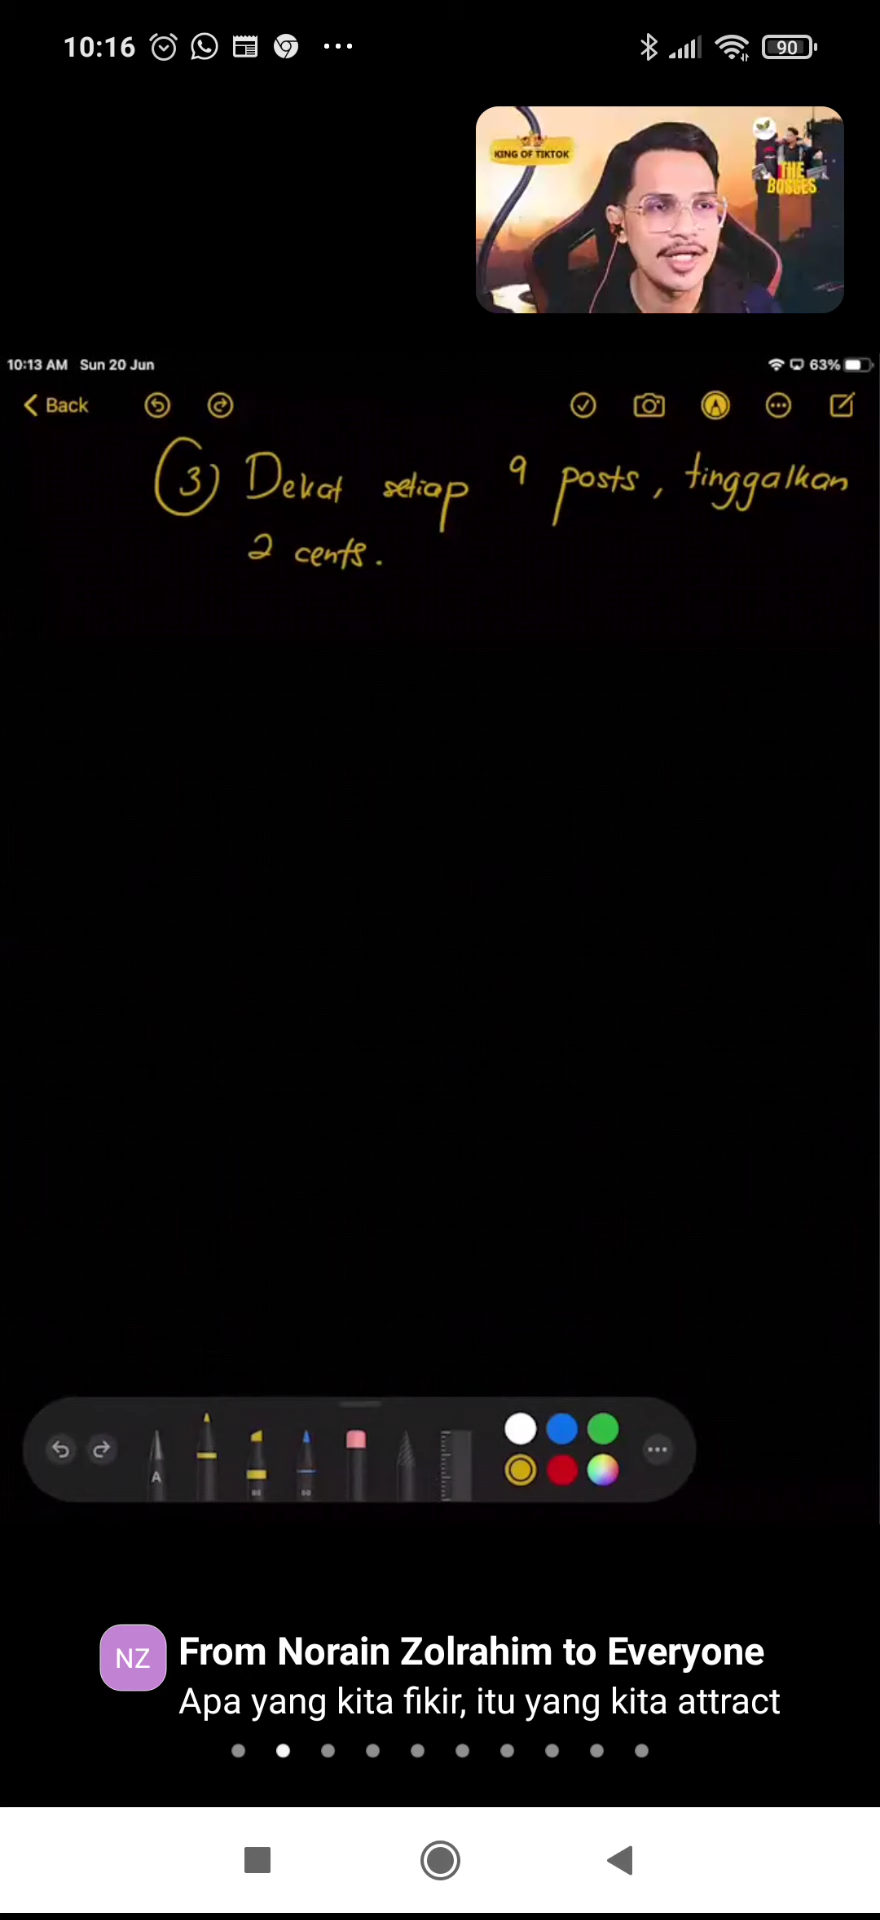 10:16
90
KING OF TIKTOK
THE
BOSSES
10:13 AM Sun 20 Jun
63%
Back
3 Dekat setiap 9 posts, tinggalkan
2 cents.
A
NZ
From Norain Zolrahim to Everyone
Apa yang kita fikir, itu yang kita attract